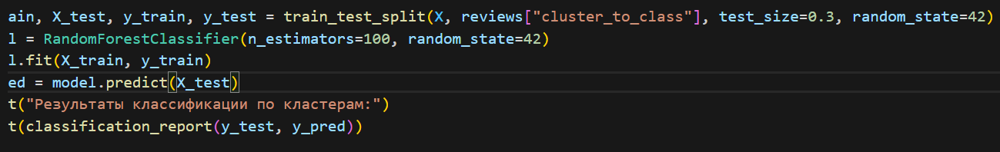 ain, X_test, y_train, y_test = train_test_split(X, reviews["cluster_to_class"], test_size=0.3, random_state=42)
l = RandomForestClassifier(n_estimators=100, random_state=42)
l.fit(X_train, y_train)
ed = model.predict(X_test)
t("Результаты классификации по кластерам:")
t(classification_report(y_test, y_pred))